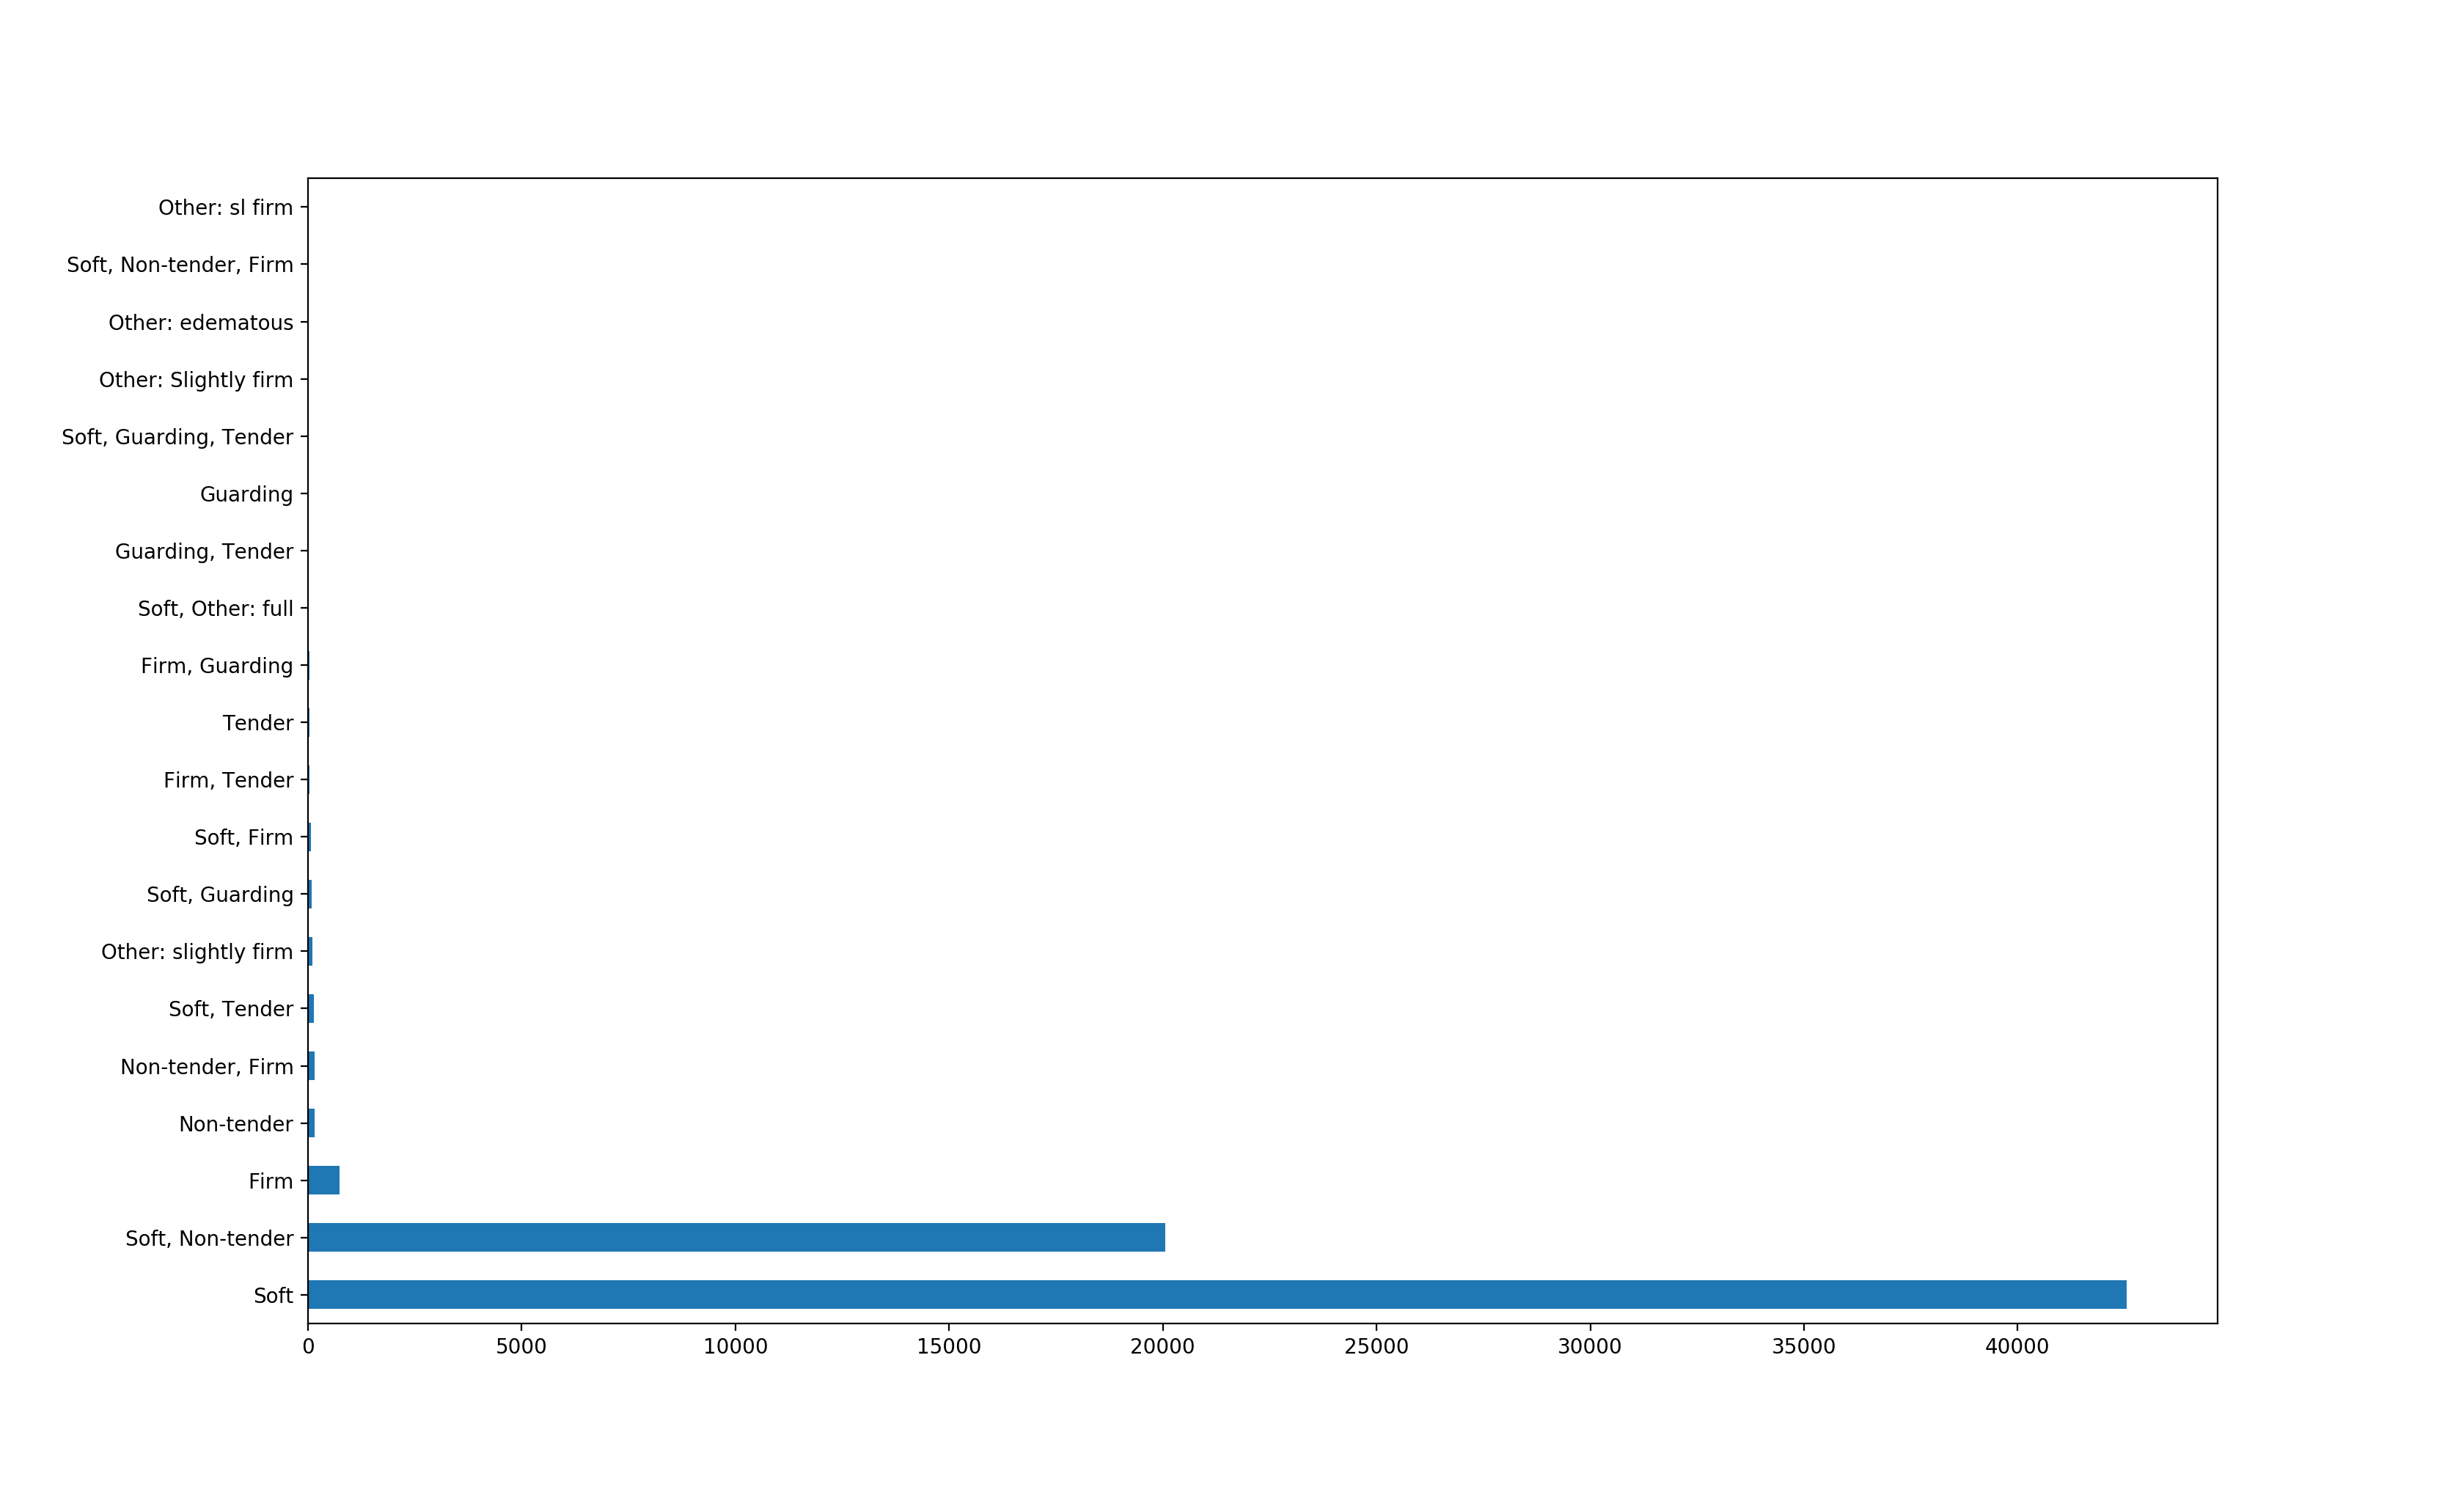 Other: sl firm
Soft, Non-tender, Firm
Other: edematous
Other: Slightly firm
Soft, Guarding, Tender
Guarding
Guarding, Tender
Soft, Other: full
Firm, Guarding
Tender
Firm, Tender
Soft, Firm
Soft, Guarding
Other: slightly firm
Soft, Tender
Non-tender, Firm
Non-tender
Firm
Soft, Non-tender
Soft
0 5000 10000 15000 20000 25000 30000 35000 40000